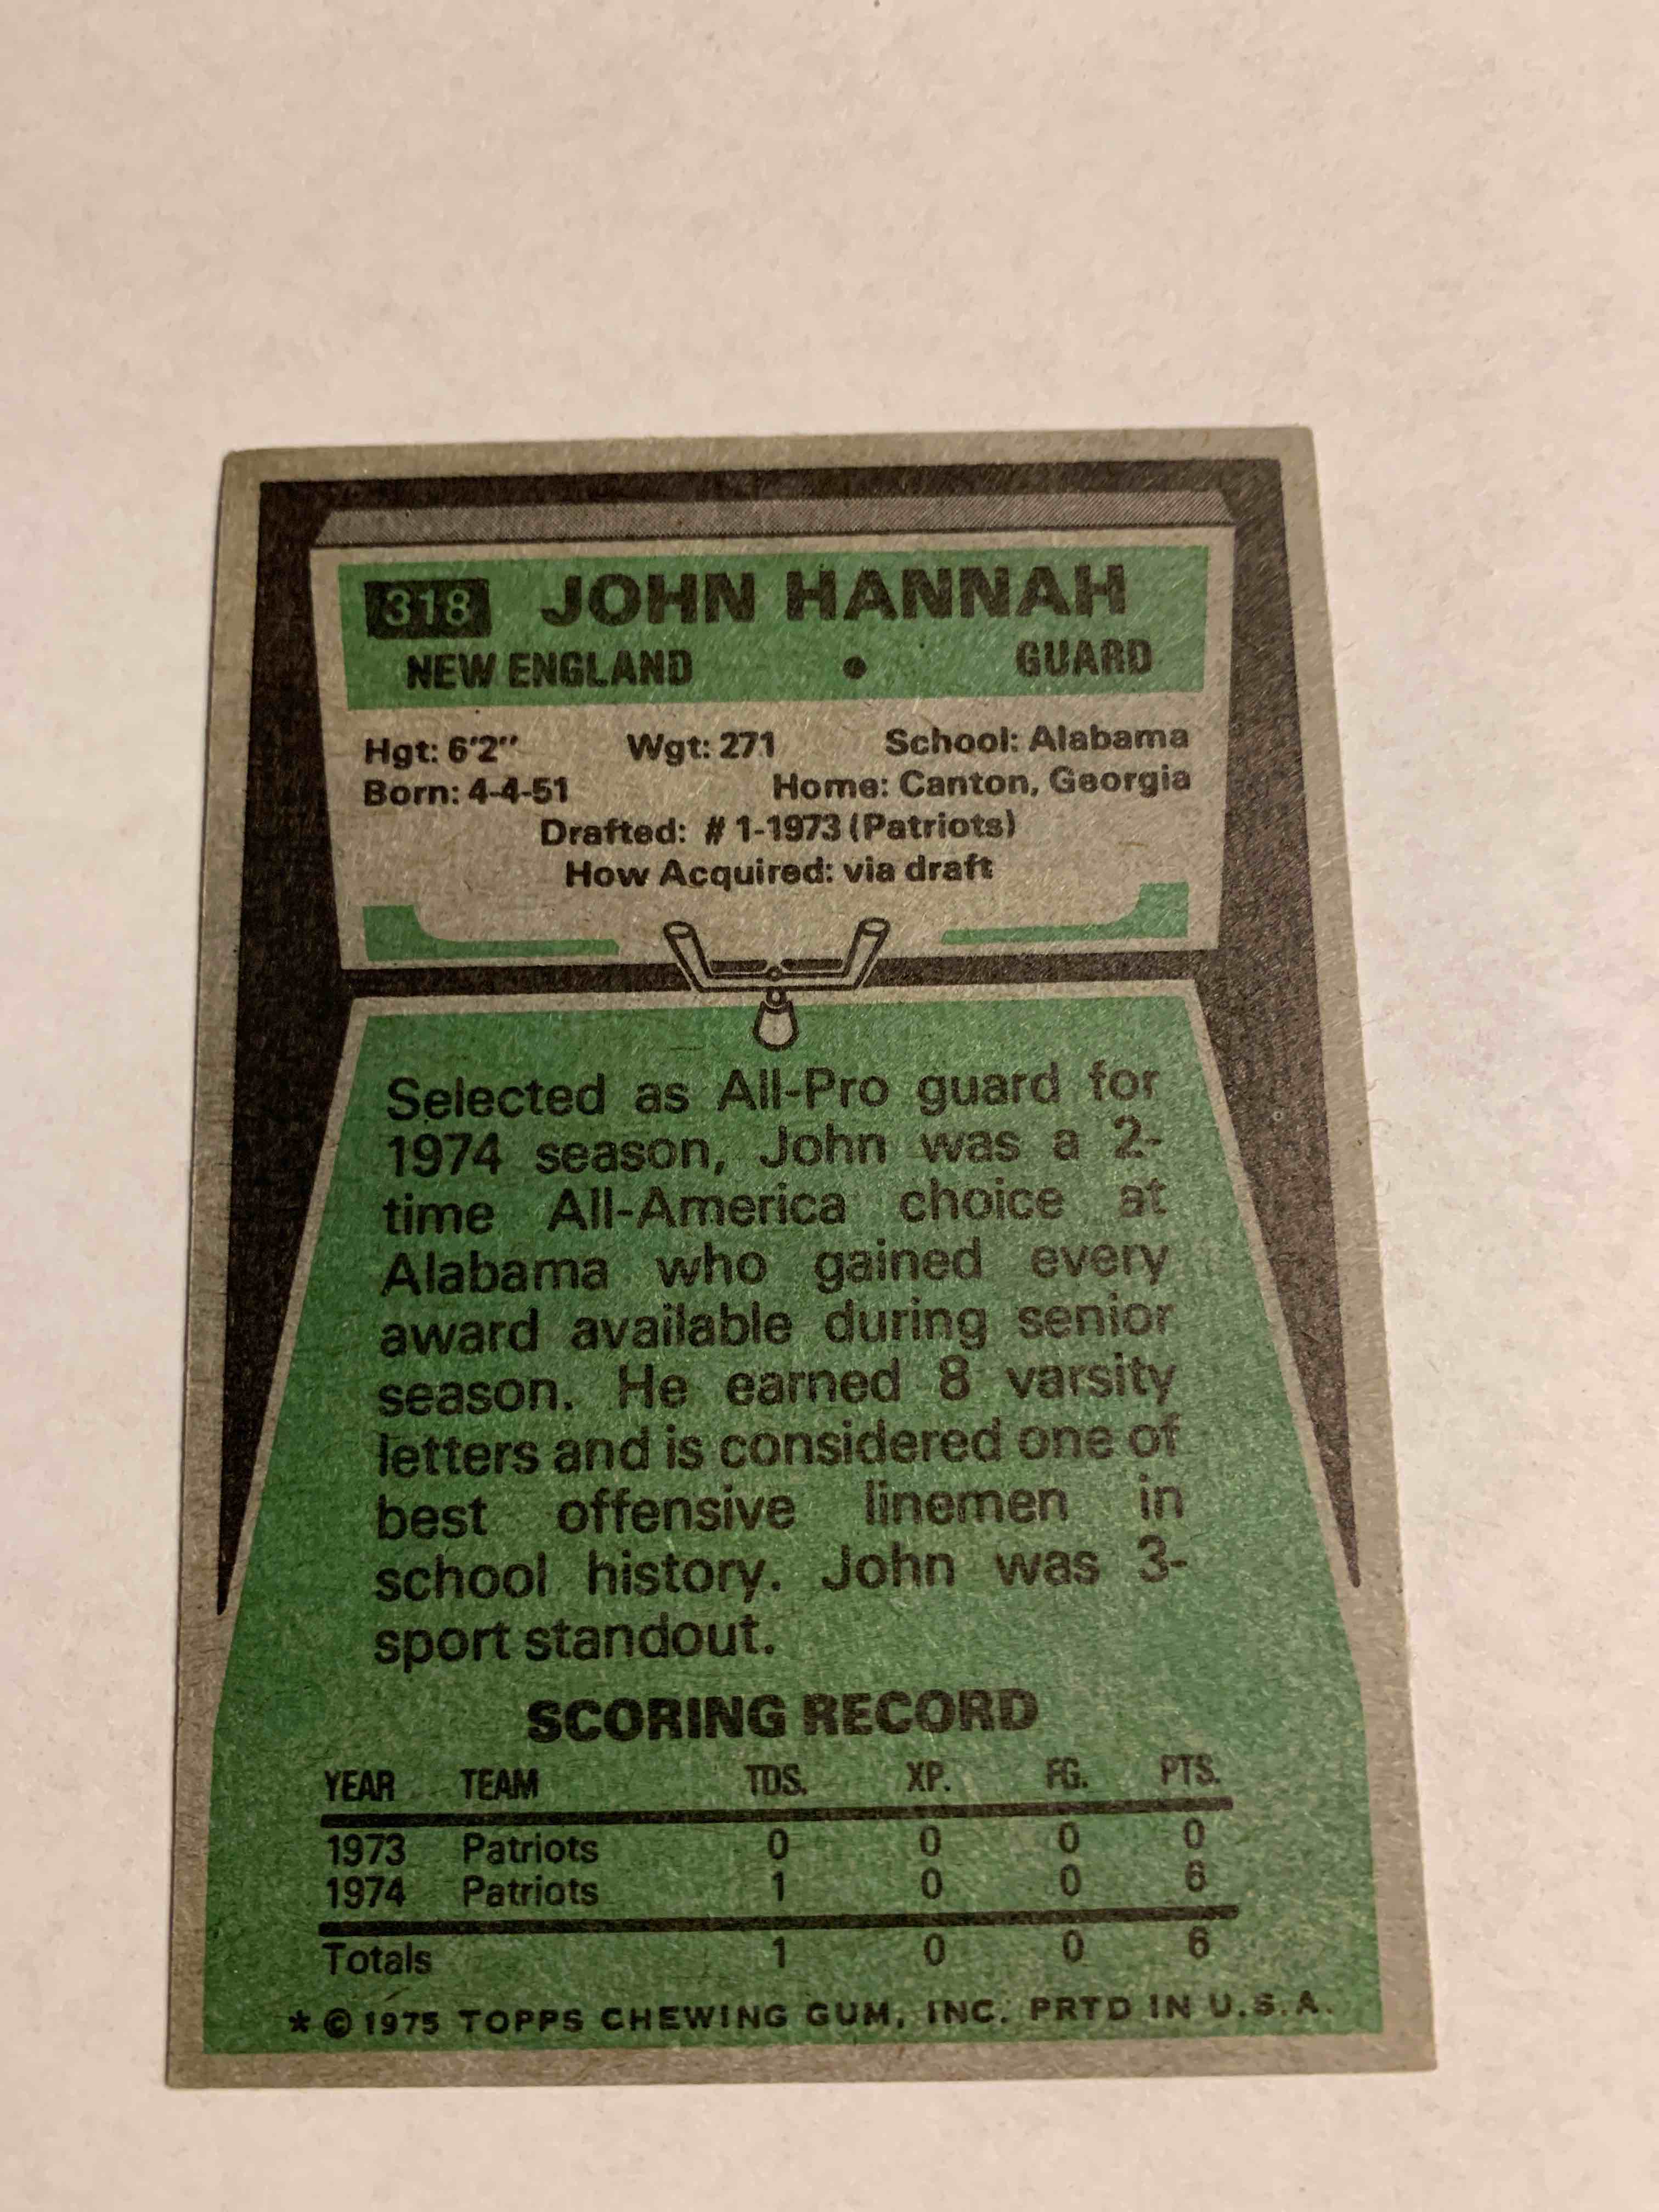 318 JOHN HANNAH
NEW ENGLAND • GUARD
Hgt: 6'2" Wgt: 271 School: Alabama
Born: 4-4-51 Home: Canton, Georgia
Drafted: # 1-1973 (Patriots)
How Acquired: via draft
Selected as All-Pro guard for
1974 season, John was a 2-
time All-America choice at
Alabama who gained every
award available during senior
season. He earned 8 varsity
letters and is considered one of
best offensive linemen in
school history. John was 3-
sport standout.
SCORING RECORD
YEAR TEAM TDS. XP. FG. PTS.
1973 Patriots 0 0 0 0
1974 Patriots 1 0 0 6
Totals 1 0 0 6
* © 1975 TOPPS CHEWING GUM, INC. PRTD IN U.S.A.